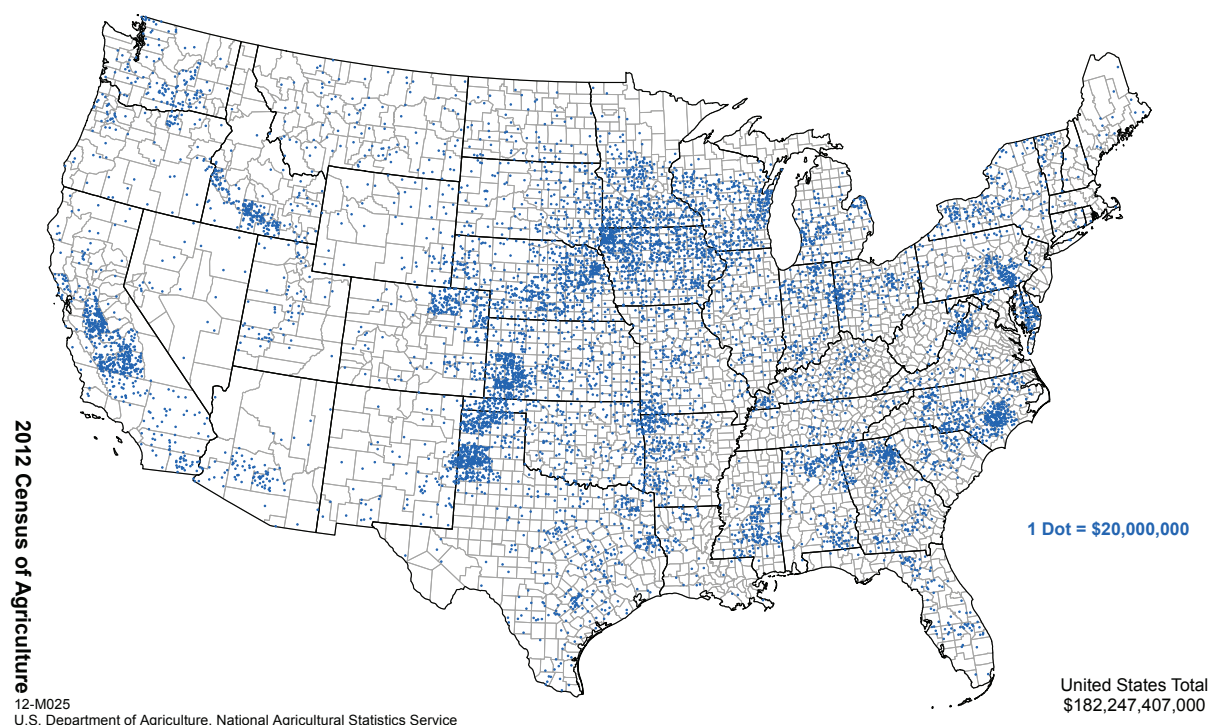 1 Dot = $20,000,000
2012 Census of Agriculture
United States Total
$182,247,407,000
12-M025
U.S. Department of Agriculture, National Agricultural Statistics Service